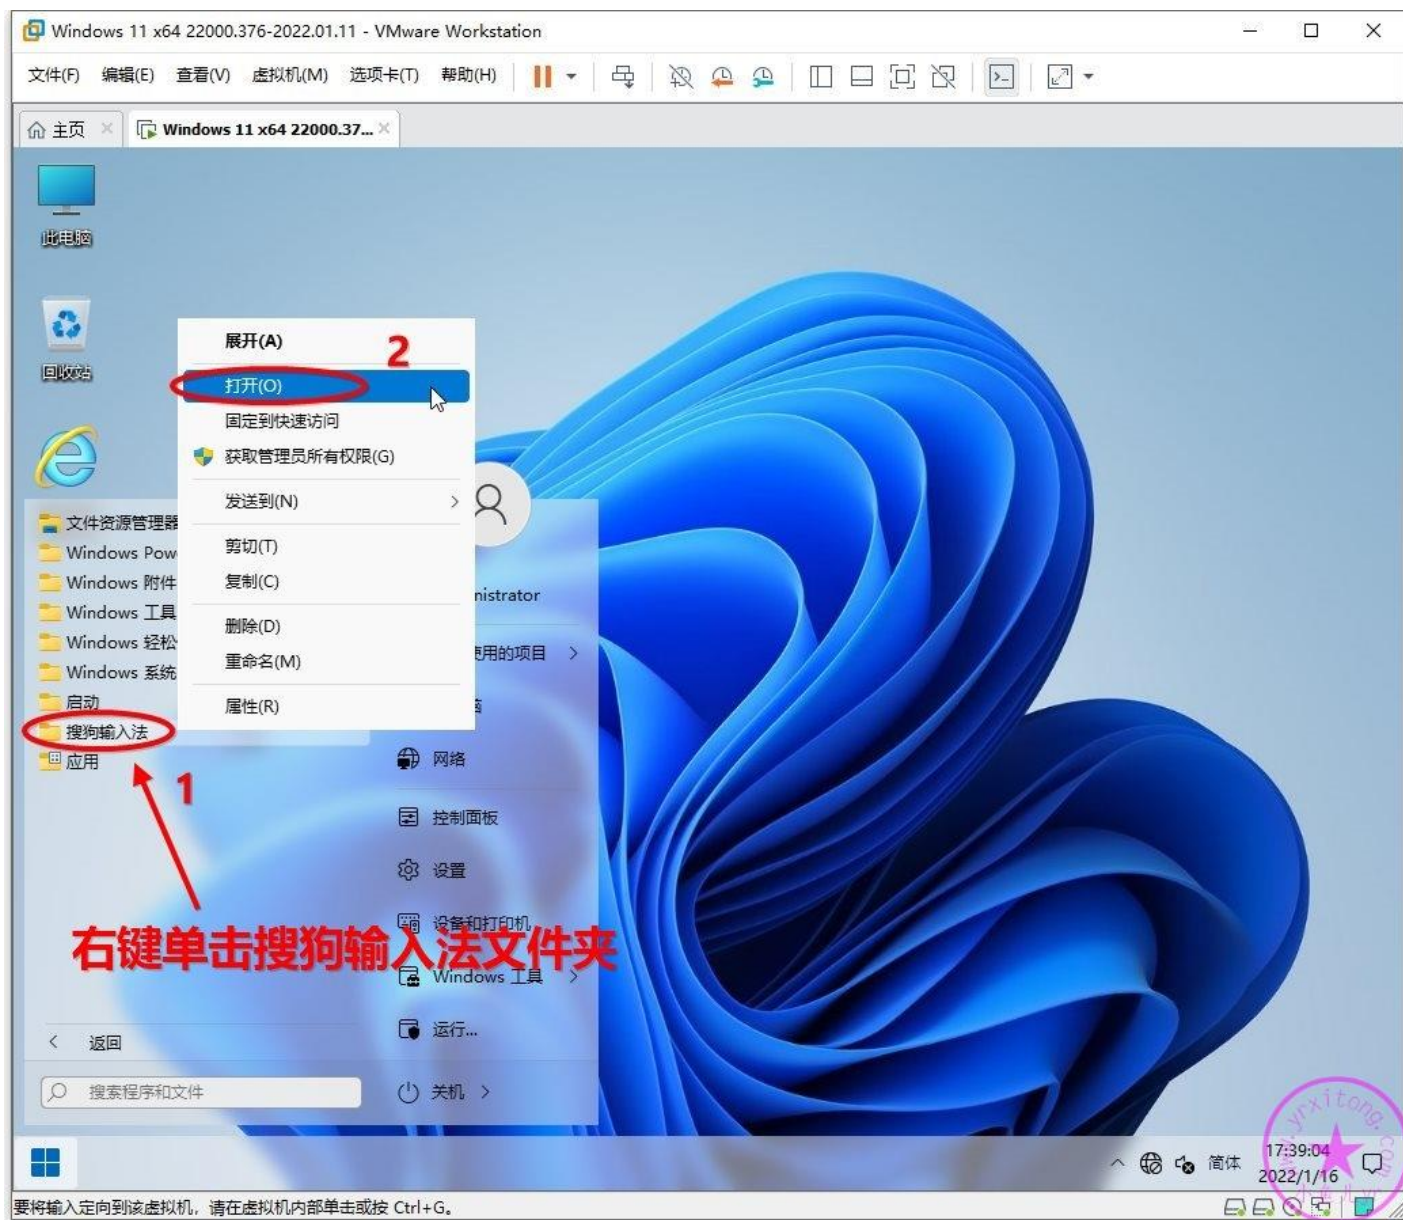 Windows 11 x64 22000.376-2022.01.11 - VMware Workstation
文件(F) 编辑(E) 查看(V) 虚拟机(M) 选项卡(T) 帮助(H)
主页
Windows 11 x64 22000.37...
此电脑
回收站
展开(A)
2
打开(O)
固定到快速访问
获取管理员所有权限(G)
发送到(N)
剪切(T)
复制(C)
删除(D)
重命名(M)
属性(R)
文件资源管理器
Windows Pow
Windows 附件
Windows 工具
Windows 轻松
Windows 系统
启动
搜狗输入法
应用
1
右键单击搜狗输入法文件夹
nistrator
使用的项目
网络
控制面板
设置
设备和打印机
Windows 工具
运行...
返回
搜索程序和文件
关机
简体
17:39:04
2022/1/16
www.yrxitong.com
要将输入定向到该虚拟机，请在虚拟机内部单击或按 Ctrl+G。